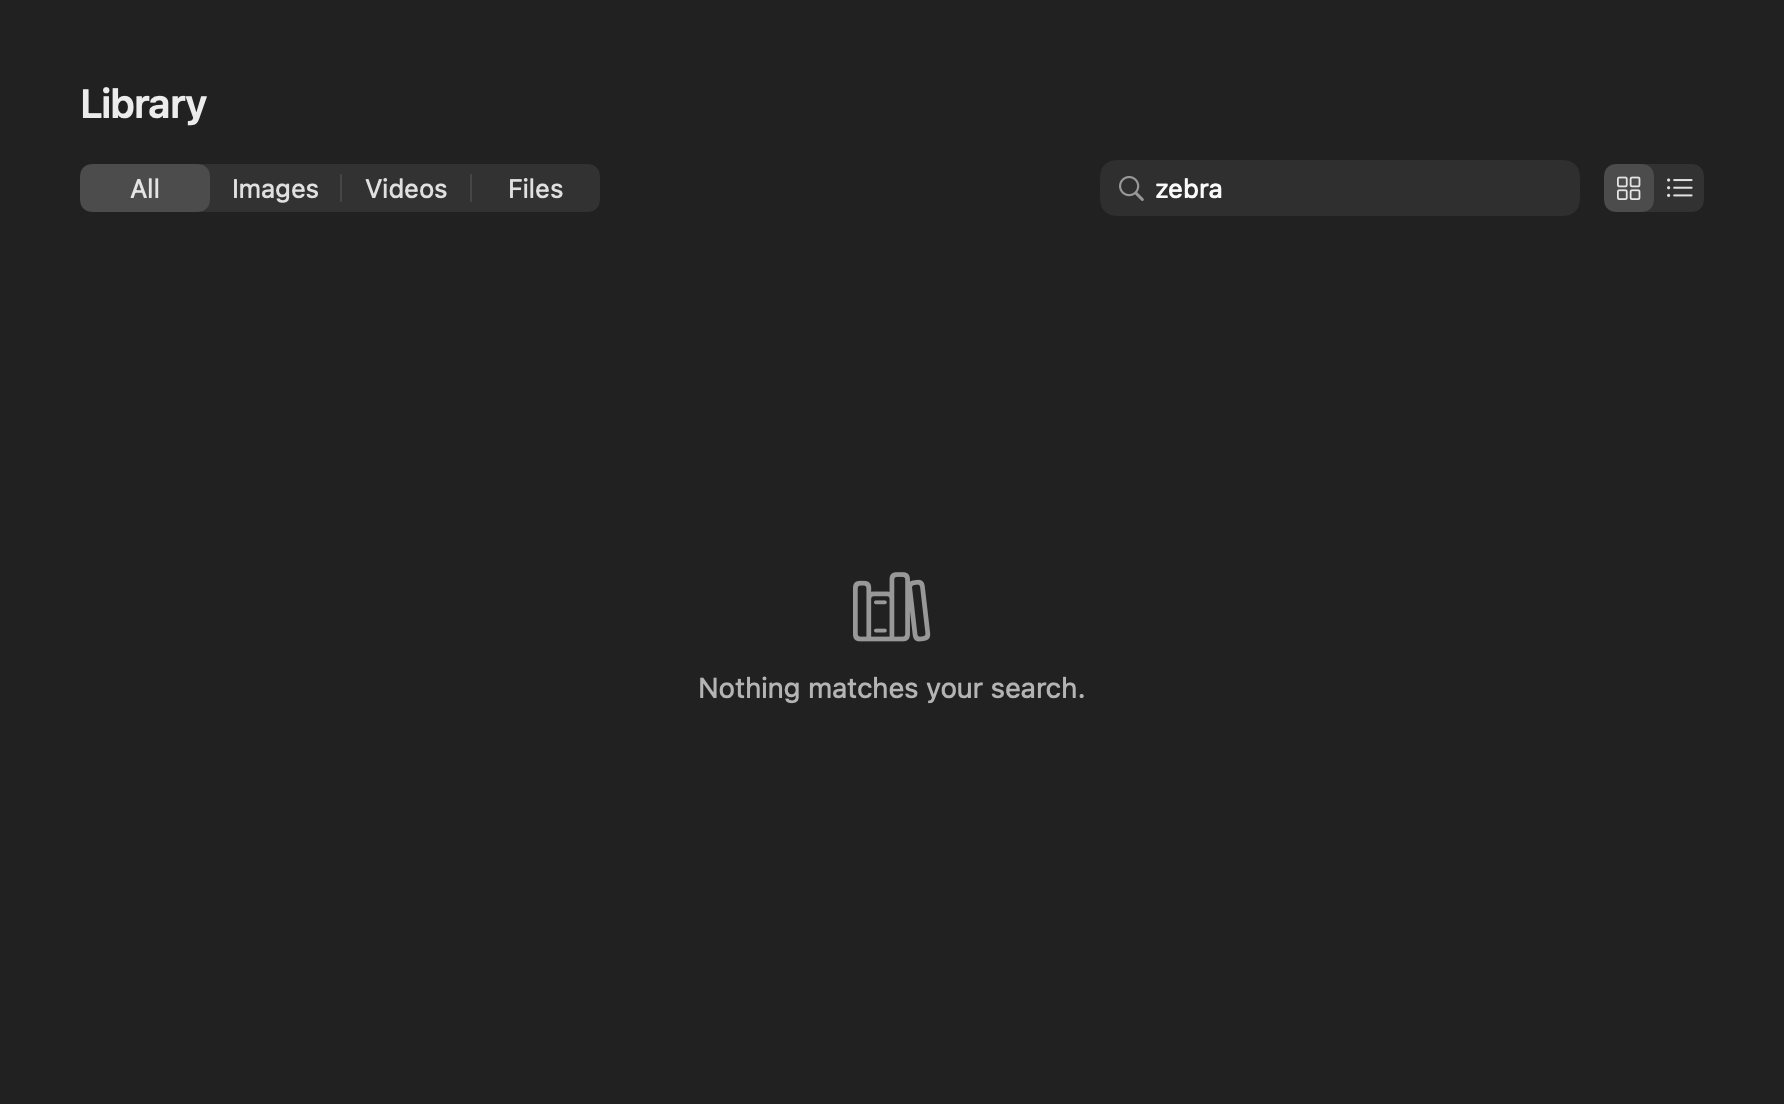 Library
All
Images
Videos
Files
zebra
Nothing matches your search.